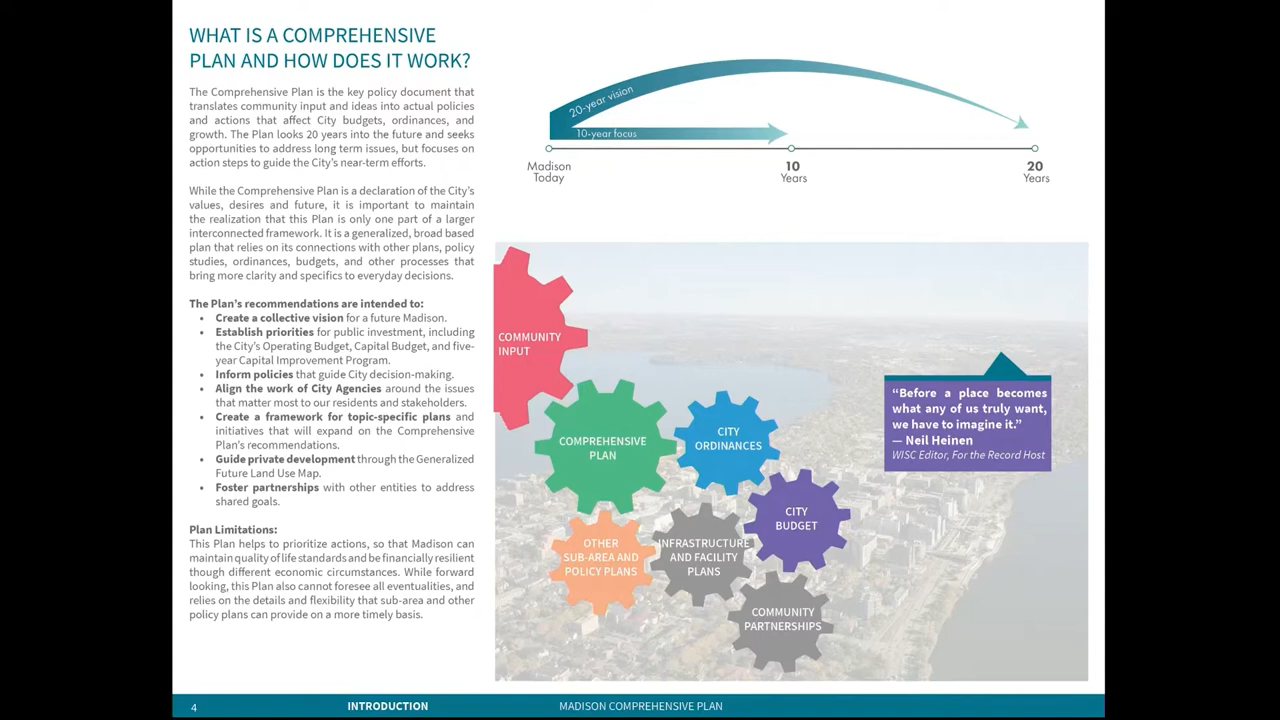 WHAT IS A COMPREHENSIVE
PLAN AND HOW DOES IT WORK?
The Comprehensive Plan is the key policy document that
translates community input and ideas into actual policies
and actions that affect City budgets, ordinances, and
growth. The Plan looks 20 years into the future and seeks
opportunities to address long term issues, but focuses on
action steps to guide the City's near-term efforts.
While the Comprehensive Plan is a declaration of the City's
values, desires and future, it is important to maintain
the realization that this Plan is only one part of a larger
interconnected framework. It is a generalized, broad based
plan that relies on its connections with other plans, policy
studies, ordinances, budgets, and other processes that
bring more clarity and specifics to everyday decisions.
The Plan's recommendations are intended to:
• Create a collective vision for a future Madison.
• Establish priorities for public investment, including
the City's Operating Budget, Capital Budget, and five-
year Capital Improvement Program.
• Inform policies that guide City decision-making.
• Align the work of City Agencies around the issues
that matter most to our residents and stakeholders.
• Create a framework for topic-specific plans and
initiatives that will expand on the Comprehensive
Plan's recommendations.
• Guide private development through the Generalized
Future Land Use Map.
• Foster partnerships with other entities to address
shared goals.
Plan Limitations:
This Plan helps to prioritize actions, so that Madison can
maintain quality of life standards and be financially resilient
though different economic circumstances. While forward
looking, this Plan also cannot foresee all eventualities, and
relies on the details and flexibility that sub-area and other
policy plans can provide on a more timely basis.
20-year vision
10-year focus
Madison
Today
10
Years
20
Years
COMMUNITY
INPUT
COMPREHENSIVE
PLAN
CITY
ORDINANCES
CITY
BUDGET
OTHER
SUB-AREA AND
POLICY PLANS
INFRASTRUCTURE
AND FACILITY
PLANS
COMMUNITY
PARTNERSHIPS
"Before a place becomes
what any of us truly want,
we have to imagine it."
— Neil Heinen
WISC Editor, For the Record Host
4
INTRODUCTION
MADISON COMPREHENSIVE PLAN